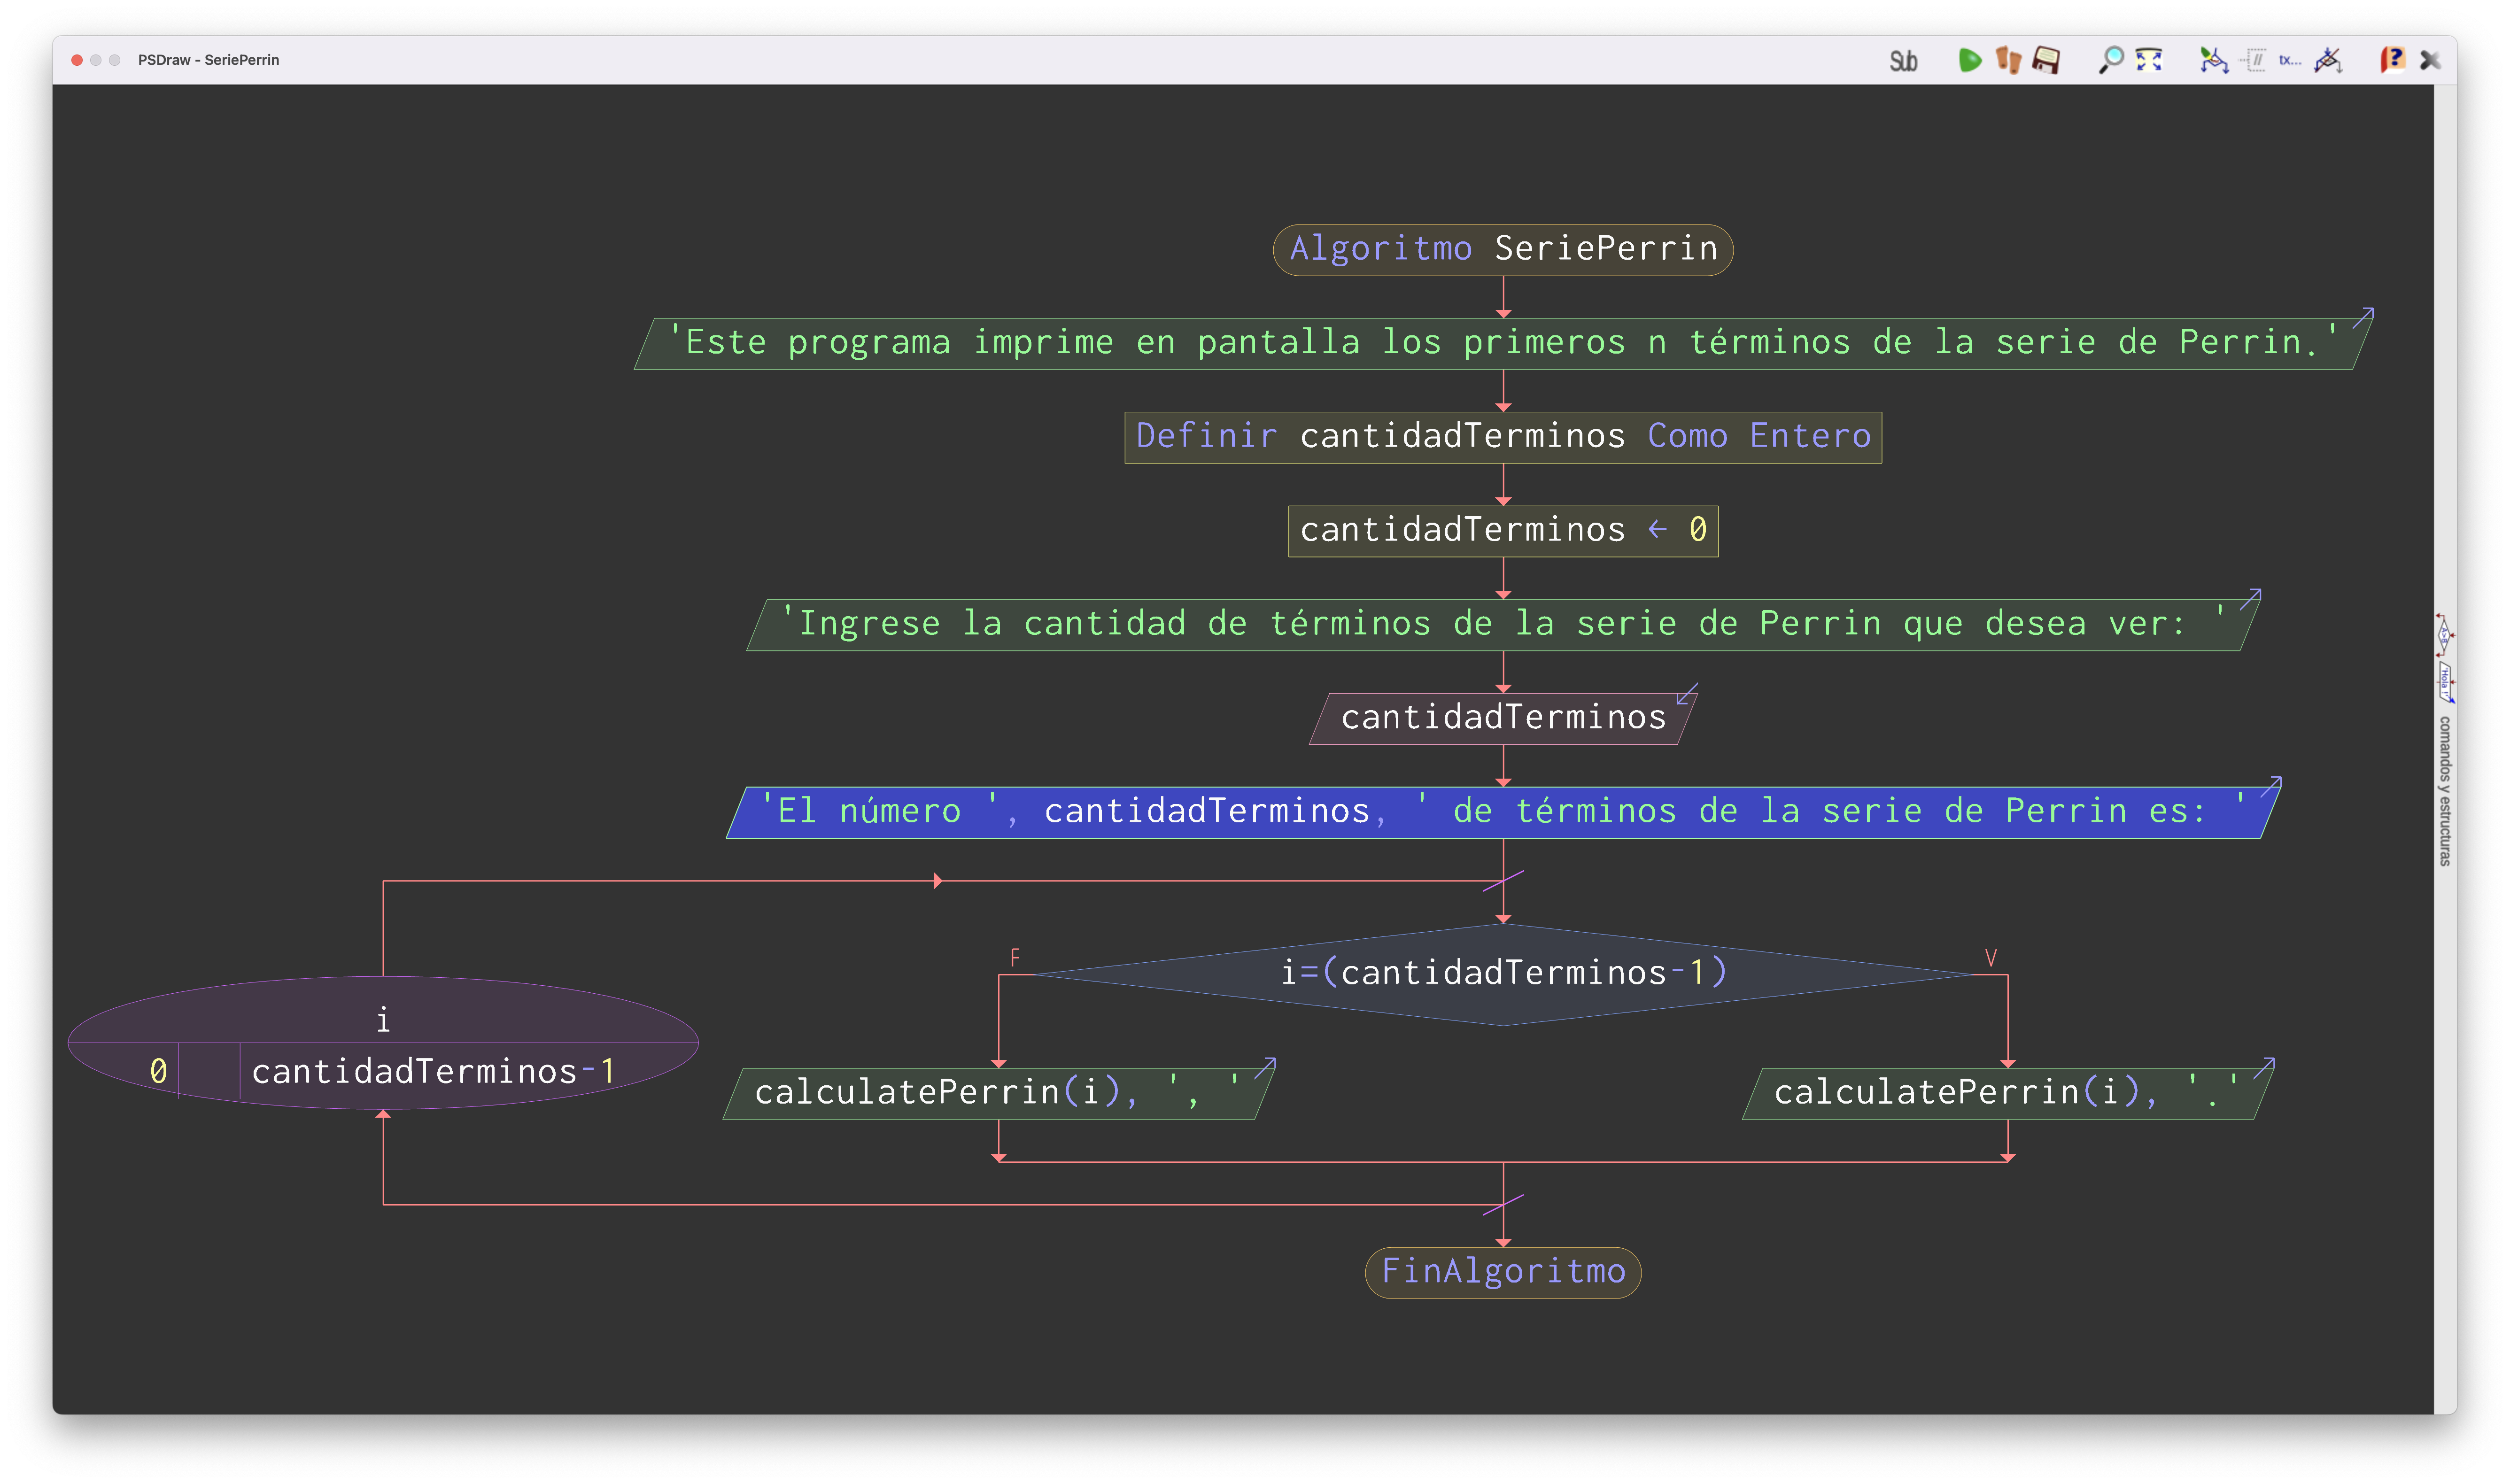 PSDraw - SeriePerrin
Sub
tx...
Algoritmo SeriePerrin
'Este programa imprime en pantalla los primeros n términos de la serie de Perrin.'
Definir cantidadTerminos Como Entero
cantidadTerminos ← 0
'Ingrese la cantidad de términos de la serie de Perrin que desea ver: '
cantidadTerminos
'El número ', cantidadTerminos, ' de términos de la serie de Perrin es: '
F
i=(cantidadTerminos-1)
V
i
0
cantidadTerminos-1
calculatePerrin(i), ', '
calculatePerrin(i), '.'
FinAlgoritmo
'Hola !'
comandos y estructuras